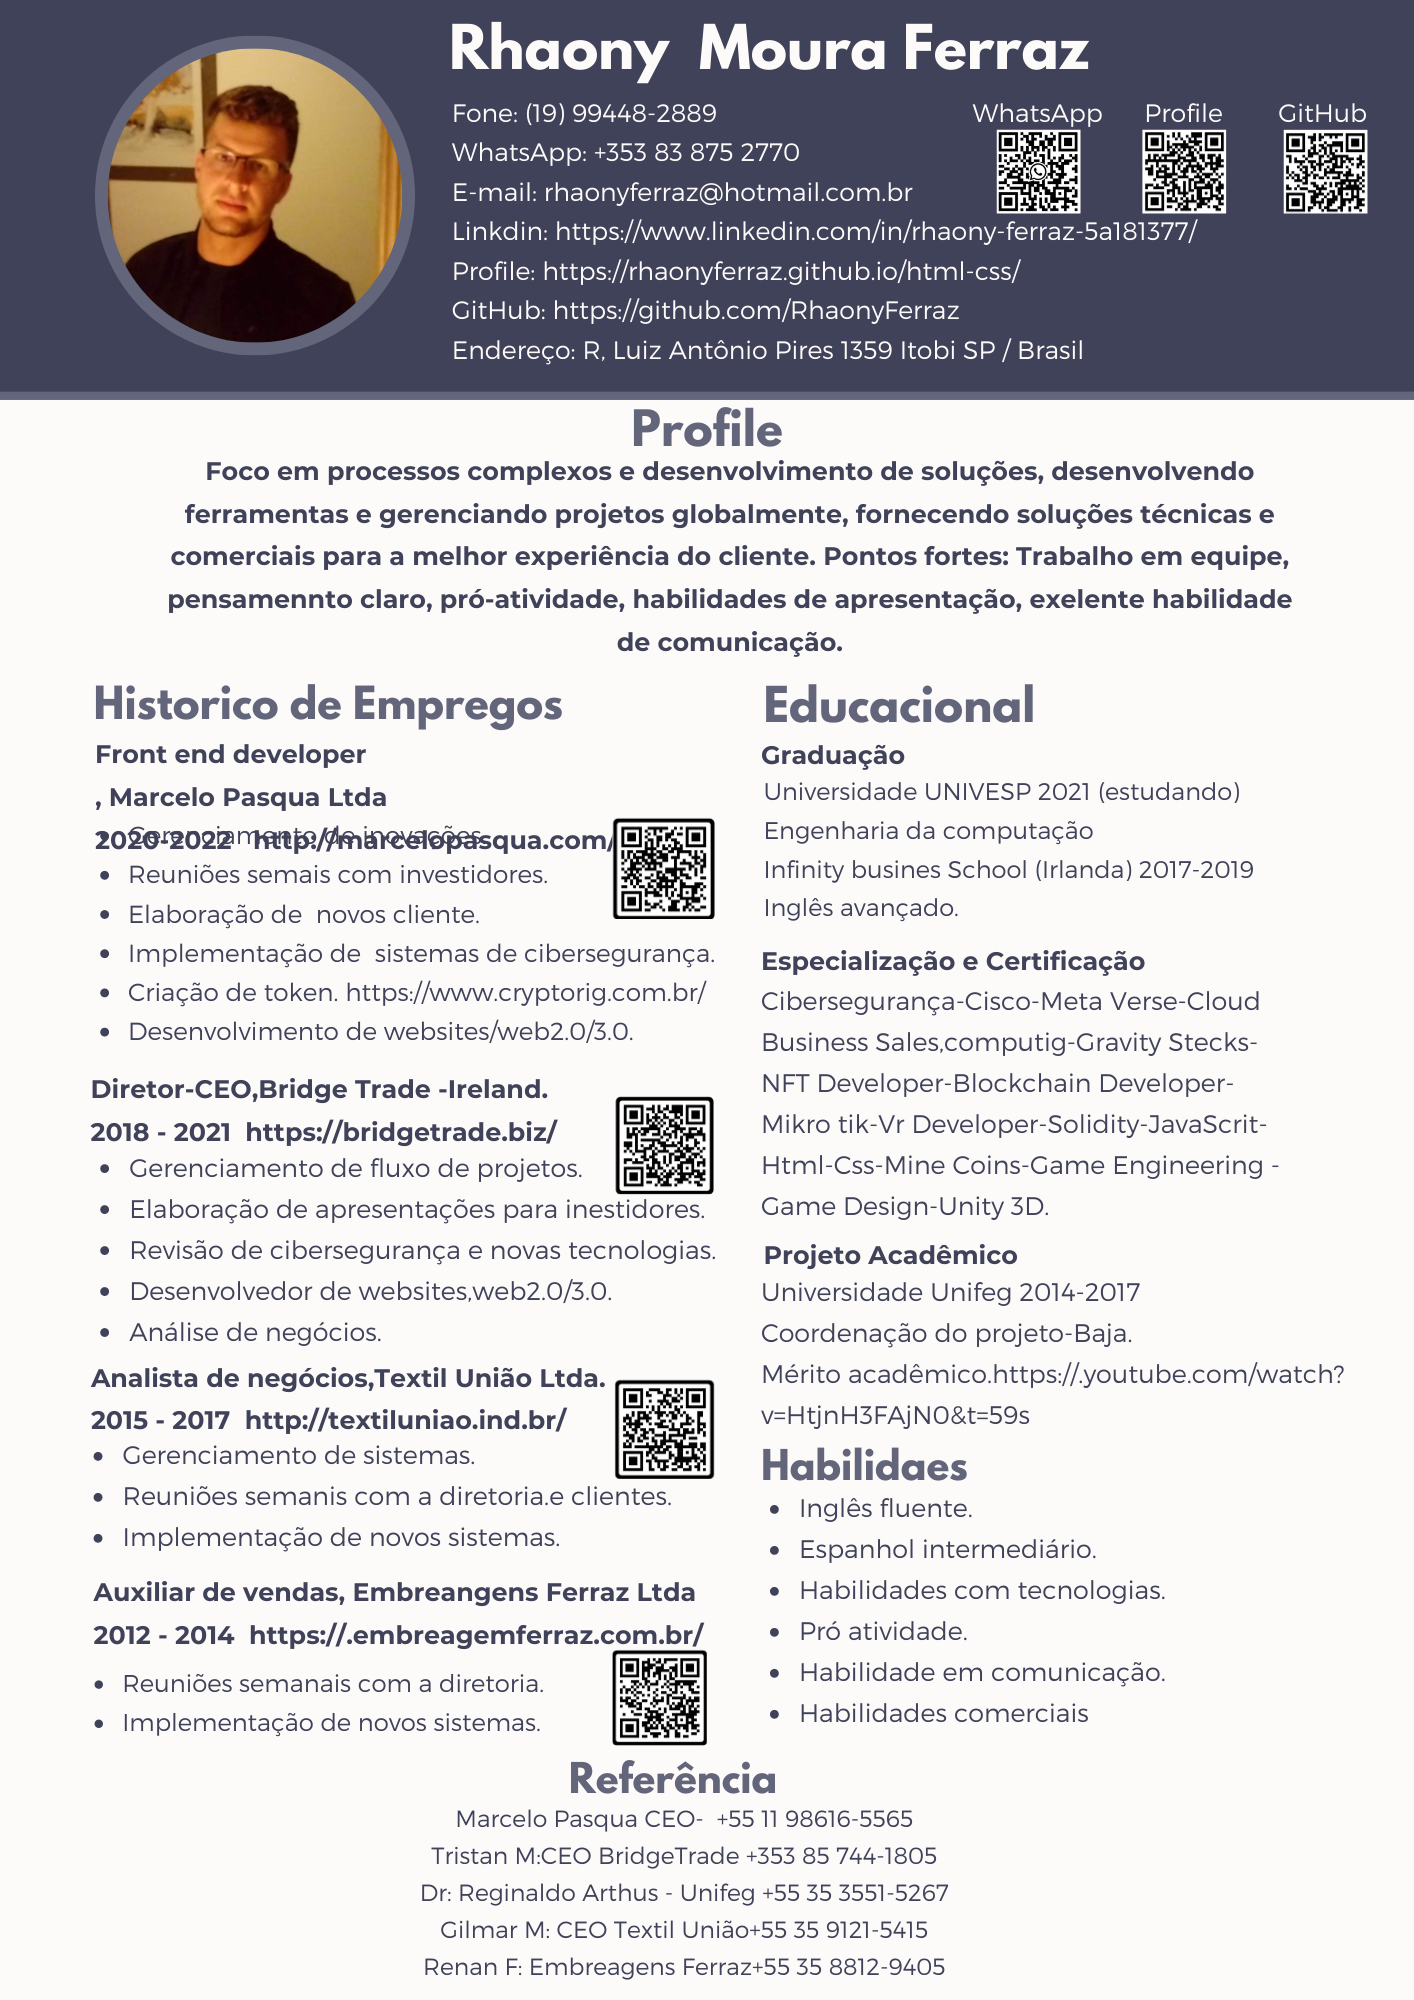 Rhaony Moura Ferraz
Fone: (19) 99448-2889
WhatsApp: +353 83 875 2770
E-mail: rhaonyferraz@hotmail.com.br
Linkdin: https://www.linkedin.com/in/rhaony-ferraz-5a181377/
Profile: https://rhaonyferraz.github.io/html-css/
GitHub: https://github.com/RhaonyFerraz
Endereço: R, Luiz Antônio Pires 1359 Itobi SP / Brasil
WhatsApp Profile GitHub
Profile
Foco em processos complexos e desenvolvimento de soluções, desenvolvendo
ferramentas e gerenciando projetos globalmente, fornecendo soluções técnicas e
comerciais para a melhor experiência do cliente. Pontos fortes: Trabalho em equipe,
pensamennto claro, pró-atividade, habilidades de apresentação, exelente habilidade
de comunicação.
Historico de Empregos
Front end developer
, Marcelo Pasqua Ltda
2020-2022 http://marcelopasqua.com/
Gerenciamento de inovações.
Reuniões semais com investidores.
Elaboração de novos cliente.
Implementação de sistemas de cibersegurança.
Criação de token. https://www.cryptorig.com.br/
Desenvolvimento de websites/web2.0/3.0.
Diretor-CEO,Bridge Trade -Ireland.
2018 - 2021 https://bridgetrade.biz/
Gerenciamento de fluxo de projetos.
Elaboração de apresentações para inestidores.
Revisão de cibersegurança e novas tecnologias.
Desenvolvedor de websites,web2.0/3.0.
Análise de negócios.
Analista de negócios,Textil União Ltda.
2015 - 2017 http://textiluniao.ind.br/
Gerenciamento de sistemas.
Reuniões semanis com a diretoria.e clientes.
Implementação de novos sistemas.
Auxiliar de vendas, Embreangens Ferraz Ltda
2012 - 2014 https://.embreagemferraz.com.br/
Reuniões semanais com a diretoria.
Implementação de novos sistemas.
Educacional
Graduação
Universidade UNIVESP 2021 (estudando)
Engenharia da computação
Infinity busines School (Irlanda) 2017-2019
Inglês avançado.
Especialização e Certificação
Cibersegurança-Cisco-Meta Verse-Cloud
Business Sales,computig-Gravity Stecks-
NFT Developer-Blockchain Developer-
Mikro tik-Vr Developer-Solidity-JavaScrit-
Html-Css-Mine Coins-Game Engineering -
Game Design-Unity 3D.
Projeto Acadêmico
Universidade Unifeg 2014-2017
Coordenação do projeto-Baja.
Mérito acadêmico.https://.youtube.com/watch?
v=HtjnH3FAjN0&t=59s
Habilidaes
Inglês fluente.
Espanhol intermediário.
Habilidades com tecnologias.
Pró atividade.
Habilidade em comunicação.
Habilidades comerciais
Referência
Marcelo Pasqua CEO- +55 11 98616-5565
Tristan M:CEO BridgeTrade +353 85 744-1805
Dr: Reginaldo Arthus - Unifeg +55 35 3551-5267
Gilmar M: CEO Textil União+55 35 9121-5415
Renan F: Embreagens Ferraz+55 35 8812-9405